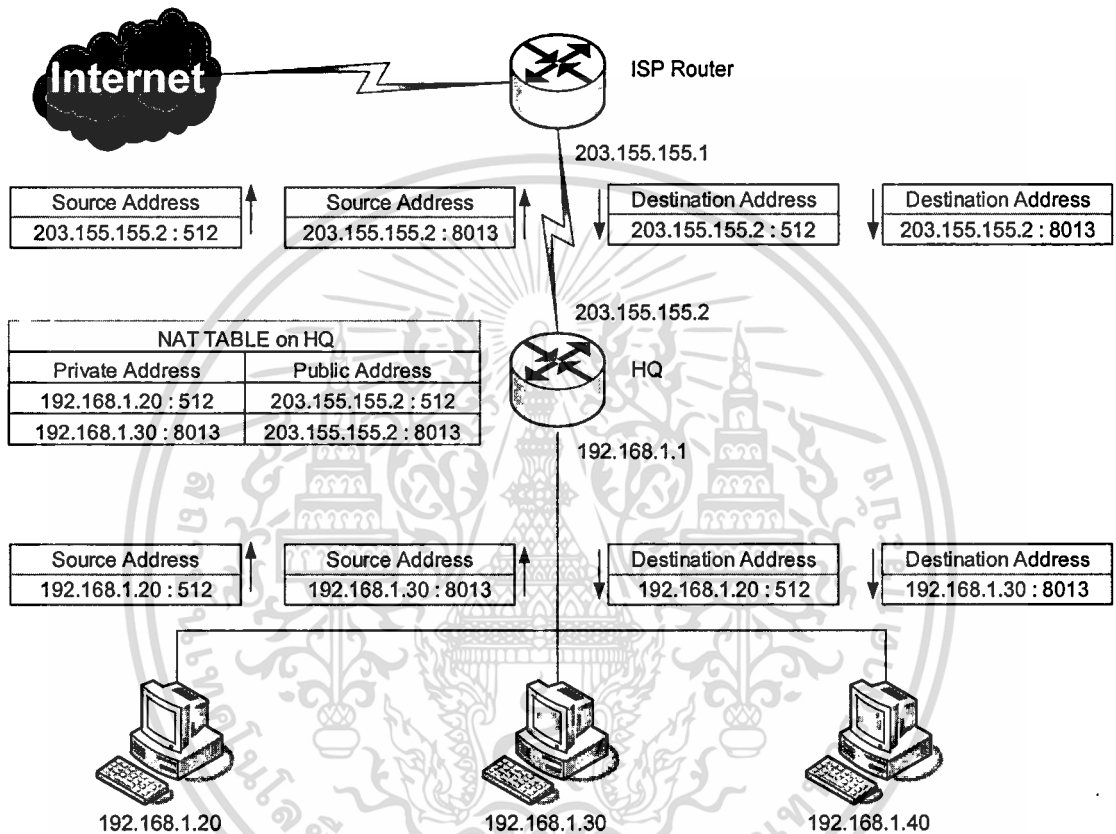 Internet
ISP Router
203.155.155.1
Source Address
203.155.155.2 : 512
Source Address
203.155.155.2 : 8013
Destination Address
203.155.155.2 : 512
Destination Address
203.155.155.2 : 8013
203.155.155.2
HQ
NAT TABLE on HQ
Private Address Public Address
192.168.1.20 : 512 203.155.155.2 : 512
192.168.1.30 : 8013 203.155.155.2 : 8013
192.168.1.1
Source Address
192.168.1.20 : 512
Source Address
192.168.1.30 : 8013
Destination Address
192.168.1.20 : 512
Destination Address
192.168.1.30 : 8013
192.168.1.20
192.168.1.30
192.168.1.40